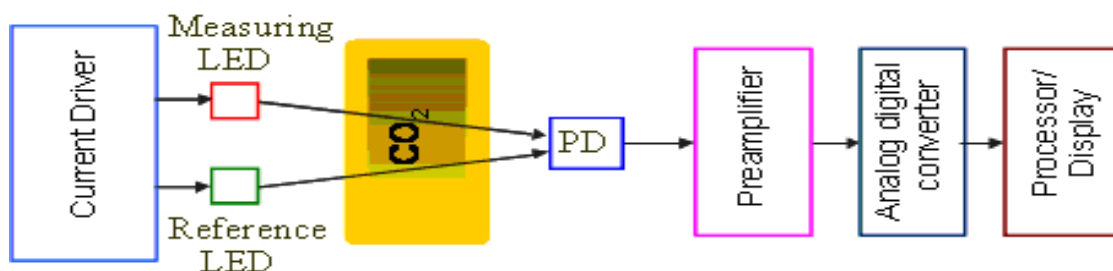 Current Driver
Measuring
LED
Reference
LED
CO₂
PD
Preamplifier
Analog digital
converter
Processor/
Display